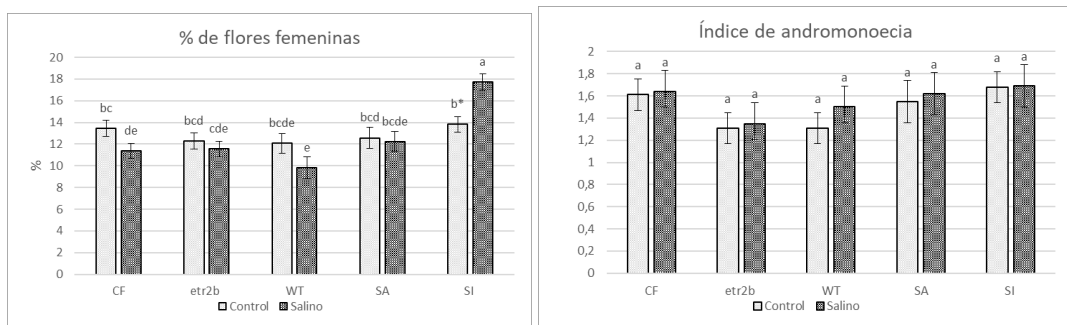 % de flores femeninas
20
18
16
14
12
10
8
6
4
2
0
%
bc de bcd cde bcde e bcd bcde b* a
CF etr2b WT SA SI
Control Salino
Índice de andromonoecia
2
1,8
1,6
1,4
1,2
1
0,8
0,6
0,4
0,2
0
a a a a a a a a a a
CF etr2b WT SA SI
Control Salino